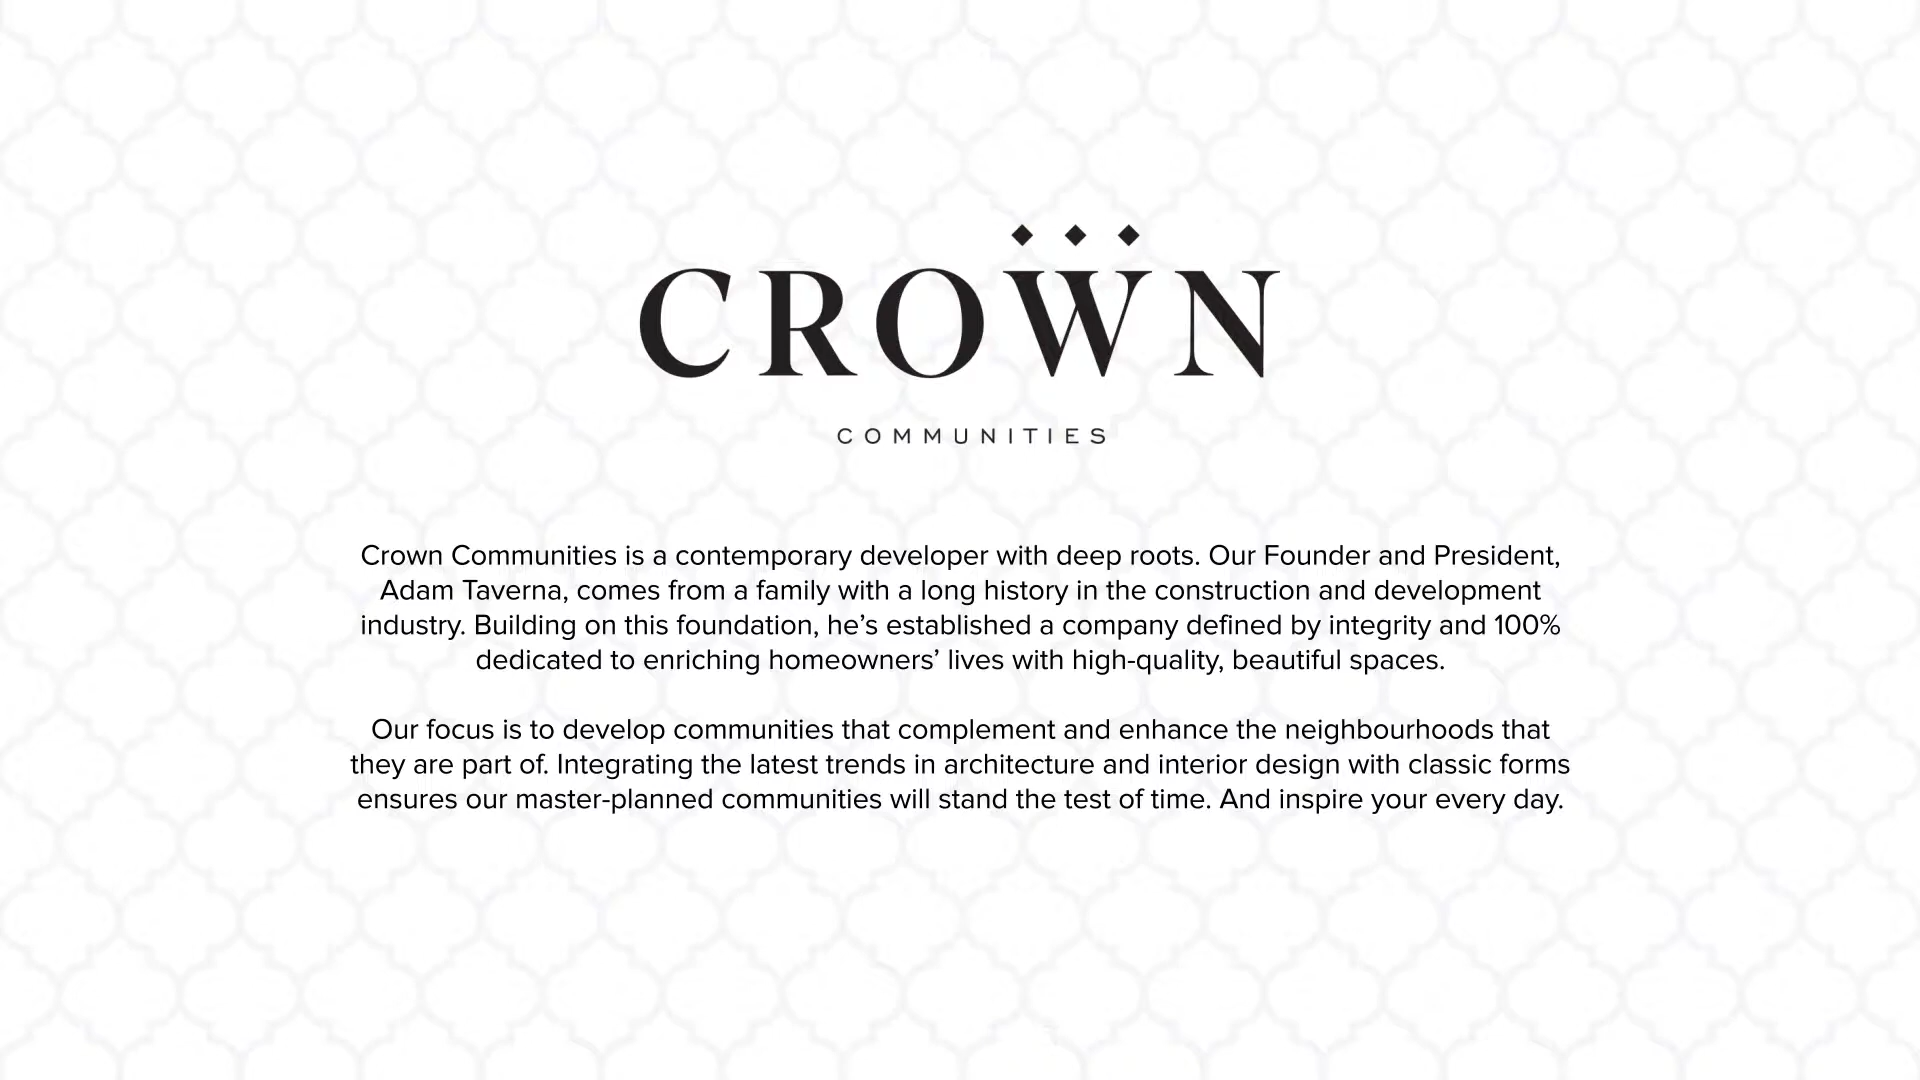 CROWN
COMMUNITIES
Crown Communities is a contemporary developer with deep roots. Our Founder and President,
Adam Taverna, comes from a family with a long history in the construction and development
industry. Building on this foundation, he’s established a company defined by integrity and 100%
dedicated to enriching homeowners’ lives with high-quality, beautiful spaces.
Our focus is to develop communities that complement and enhance the neighbourhoods that
they are part of. Integrating the latest trends in architecture and interior design with classic forms
ensures our master-planned communities will stand the test of time. And inspire your every day.